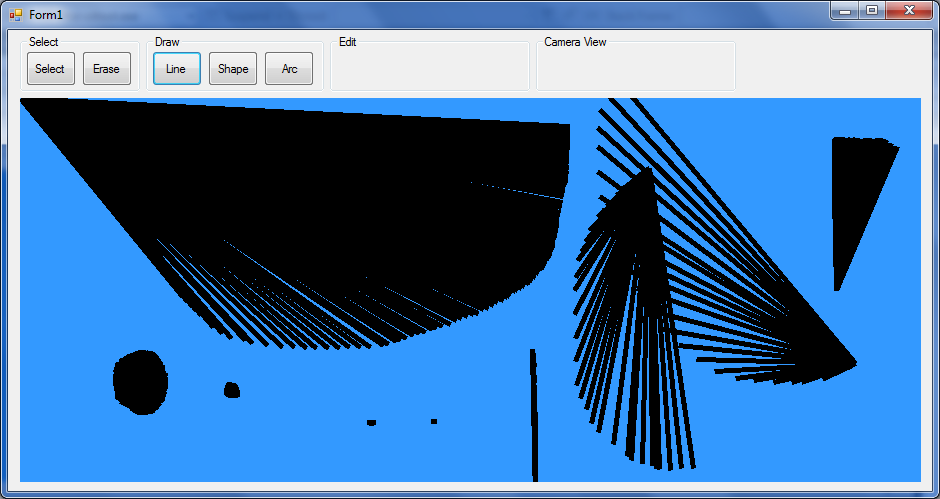 Form1
Select
Draw
Edit
Camera View
Select
Erase
Line
Shape
Arc